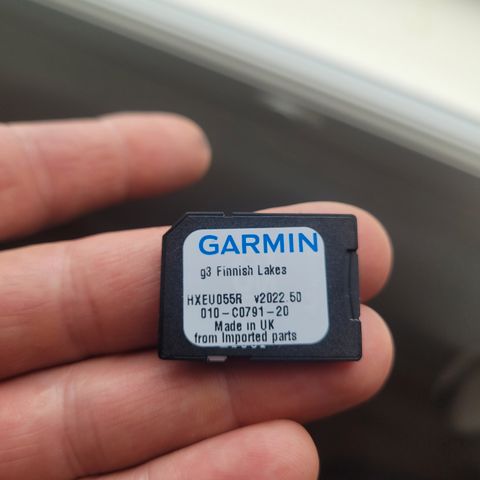 GARMIN
g3 Finnish Lakes
HXEU055R v2022.50
010-C0791-20
Made in UK
from Imported parts